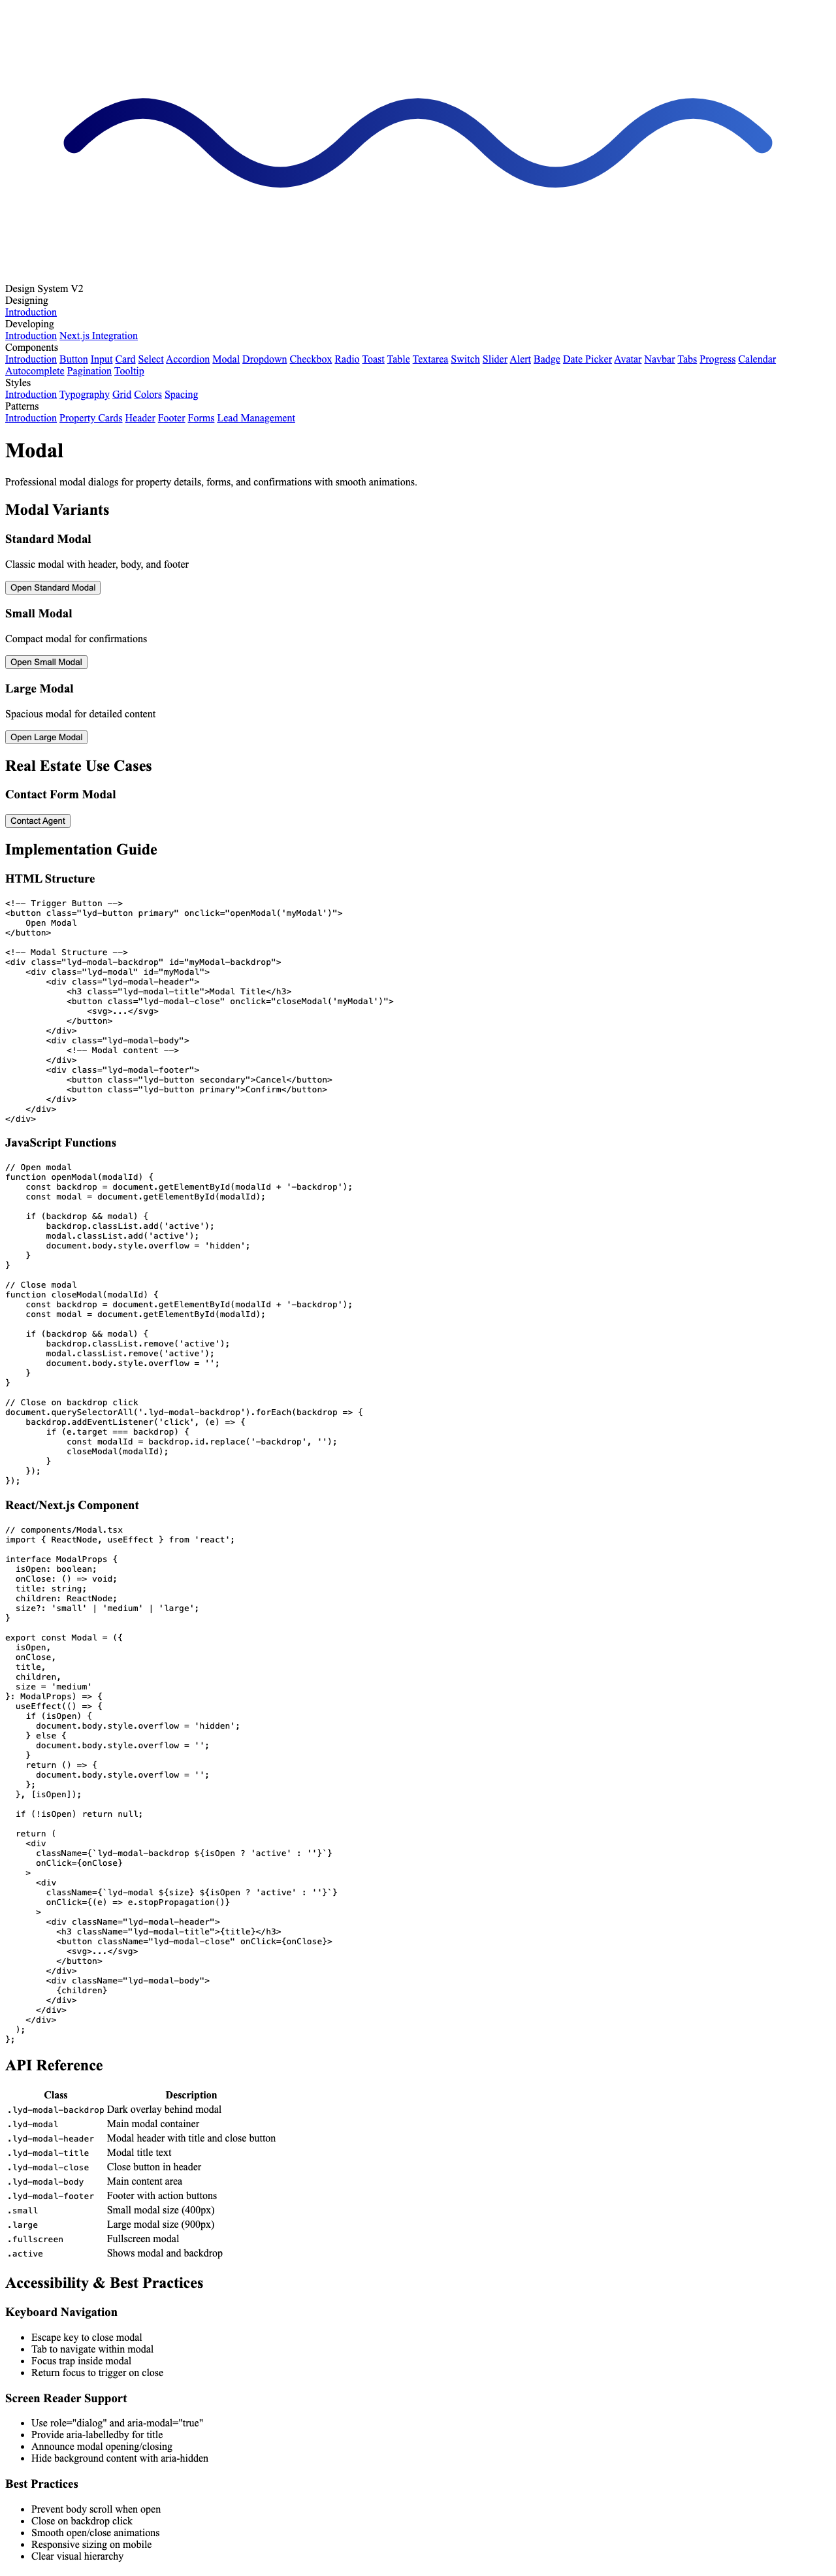 Design System V2
Designing
Introduction
Developing
Introduction Next.js Integration
Components
Introduction Button Input Card Select Accordion Modal Dropdown Checkbox Radio Toast Table Textarea Switch Slider Alert Badge Date Picker Avatar Navbar Tabs Progress Calendar
Autocomplete Pagination Tooltip
Styles
Introduction Typography Grid Colors Spacing
Patterns
Introduction Property Cards Header Footer Forms Lead Management
Modal
Professional modal dialogs for property details, forms, and confirmations with smooth animations.
Modal Variants
Standard Modal
Classic modal with header, body, and footer
Open Standard Modal
Small Modal
Compact modal for confirmations
Open Small Modal
Large Modal
Spacious modal for detailed content
Open Large Modal
Real Estate Use Cases
Contact Form Modal
Contact Agent
Implementation Guide
HTML Structure
<!-- Trigger Button -->
<button class="lyd-button primary" onclick="openModal('myModal')">
    Open Modal
</button>

<!-- Modal Structure -->
<div class="lyd-modal-backdrop" id="myModal-backdrop">
    <div class="lyd-modal" id="myModal">
        <div class="lyd-modal-header">
            <h3 class="lyd-modal-title">Modal Title</h3>
            <button class="lyd-modal-close" onclick="closeModal('myModal')">
                <svg>...</svg>
            </button>
        </div>
        <div class="lyd-modal-body">
            <!-- Modal content -->
        </div>
        <div class="lyd-modal-footer">
            <button class="lyd-button secondary">Cancel</button>
            <button class="lyd-button primary">Confirm</button>
        </div>
    </div>
</div>
JavaScript Functions
// Open modal
function openModal(modalId) {
    const backdrop = document.getElementById(modalId + '-backdrop');
    const modal = document.getElementById(modalId);

    if (backdrop && modal) {
        backdrop.classList.add('active');
        modal.classList.add('active');
        document.body.style.overflow = 'hidden';
    }
}

// Close modal
function closeModal(modalId) {
    const backdrop = document.getElementById(modalId + '-backdrop');
    const modal = document.getElementById(modalId);

    if (backdrop && modal) {
        backdrop.classList.remove('active');
        modal.classList.remove('active');
        document.body.style.overflow = '';
    }
}

// Close on backdrop click
document.querySelectorAll('.lyd-modal-backdrop').forEach(backdrop => {
    backdrop.addEventListener('click', (e) => {
        if (e.target === backdrop) {
            const modalId = backdrop.id.replace('-backdrop', '');
            closeModal(modalId);
        }
    });
});
React/Next.js Component
// components/Modal.tsx
import { ReactNode, useEffect } from 'react';

interface ModalProps {
  isOpen: boolean;
  onClose: () => void;
  title: string;
  children: ReactNode;
  size?: 'small' | 'medium' | 'large';
}

export const Modal = ({
  isOpen,
  onClose,
  title,
  children,
  size = 'medium'
}: ModalProps) => {
  useEffect(() => {
    if (isOpen) {
      document.body.style.overflow = 'hidden';
    } else {
      document.body.style.overflow = '';
    }
    return () => {
      document.body.style.overflow = '';
    };
  }, [isOpen]);

  if (!isOpen) return null;

  return (
    <div
      className={`lyd-modal-backdrop ${isOpen ? 'active' : ''}`}
      onClick={onClose}
    >
      <div
        className={`lyd-modal ${size} ${isOpen ? 'active' : ''}`}
        onClick={(e) => e.stopPropagation()}
      >
        <div className="lyd-modal-header">
          <h3 className="lyd-modal-title">{title}</h3>
          <button className="lyd-modal-close" onClick={onClose}>
            <svg>...</svg>
          </button>
        </div>
        <div className="lyd-modal-body">
          {children}
        </div>
      </div>
    </div>
  );
};
API Reference
Class Description
.lyd-modal-backdrop Dark overlay behind modal
.lyd-modal Main modal container
.lyd-modal-header Modal header with title and close button
.lyd-modal-title Modal title text
.lyd-modal-close Close button in header
.lyd-modal-body Main content area
.lyd-modal-footer Footer with action buttons
.small Small modal size (400px)
.large Large modal size (900px)
.fullscreen Fullscreen modal
.active Shows modal and backdrop
Accessibility & Best Practices
Keyboard Navigation
• Escape key to close modal
• Tab to navigate within modal
• Focus trap inside modal
• Return focus to trigger on close
Screen Reader Support
• Use role="dialog" and aria-modal="true"
• Provide aria-labelledby for title
• Announce modal opening/closing
• Hide background content with aria-hidden
Best Practices
• Prevent body scroll when open
• Close on backdrop click
• Smooth open/close animations
• Responsive sizing on mobile
• Clear visual hierarchy